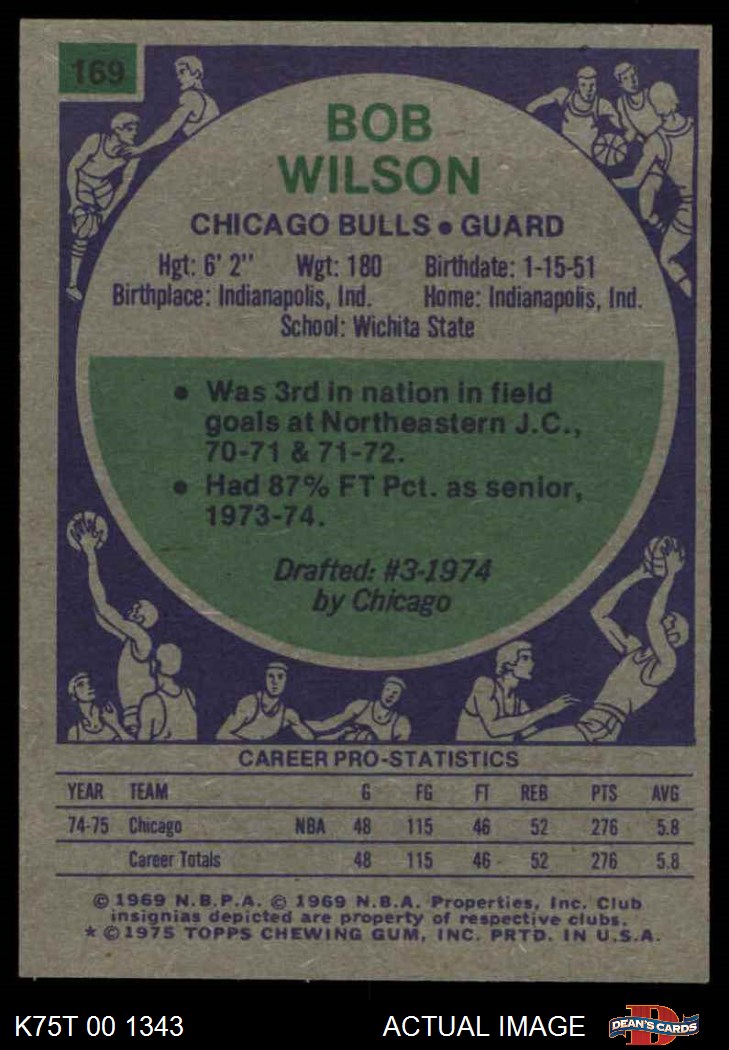 169
BOB
WILSON
CHICAGO BULLS • GUARD
Hgt: 6' 2" Wgt: 180 Birthdate: 1-15-51
Birthplace: Indianapolis, Ind. Home: Indianapolis, Ind.
School: Wichita State
• Was 3rd in nation in field
goals at Northeastern J.C.,
70-71 & 71-72.
• Had 87% FT Pct. as senior,
1973-74.
Drafted: #3-1974
by Chicago
CAREER PRO-STATISTICS
YEAR TEAM G FG FT REB PTS AVG
74-75 Chicago NBA 48 115 46 52 276 5.8
Career Totals 48 115 46 52 276 5.8
© 1969 N.B.P.A. © 1969 N.B.A. Properties, Inc. Club
insignias depicted are property of respective clubs.
* © 1975 TOPPS CHEWING GUM, INC. PRTD. IN U.S.A.
K75T 00 1343 ACTUAL IMAGE DEAN'S CARDS